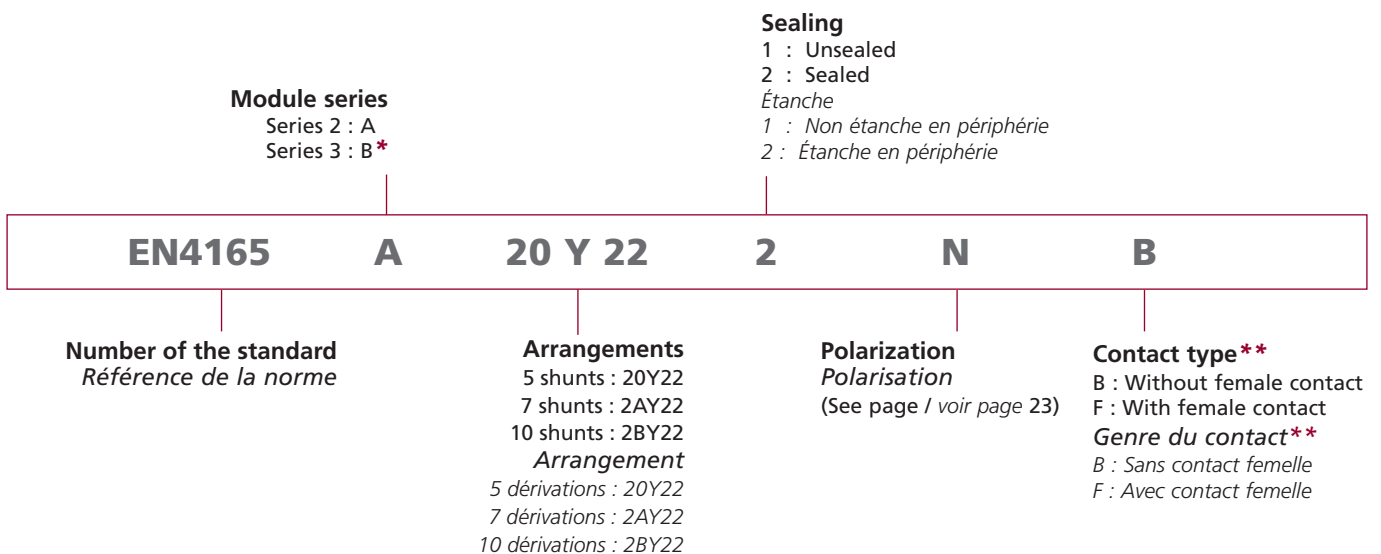 Sealing
1 : Unsealed
2 : Sealed
Étanche
1 : Non étanche en périphérie
2 : Étanche en périphérie
Module series
Series 2 : A
Series 3 : B*
EN4165 A 20 Y 22 2 N B
Number of the standard
Référence de la norme
Arrangements
5 shunts : 20Y22
7 shunts : 2AY22
10 shunts : 2BY22
Arrangement
5 dérivations : 20Y22
7 dérivations : 2AY22
10 dérivations : 2BY22
Polarization
Polarisation
(See page / voir page 23)
Contact type**
B : Without female contact
F : With female contact
Genre du contact**
B : Sans contact femelle
F : Avec contact femelle